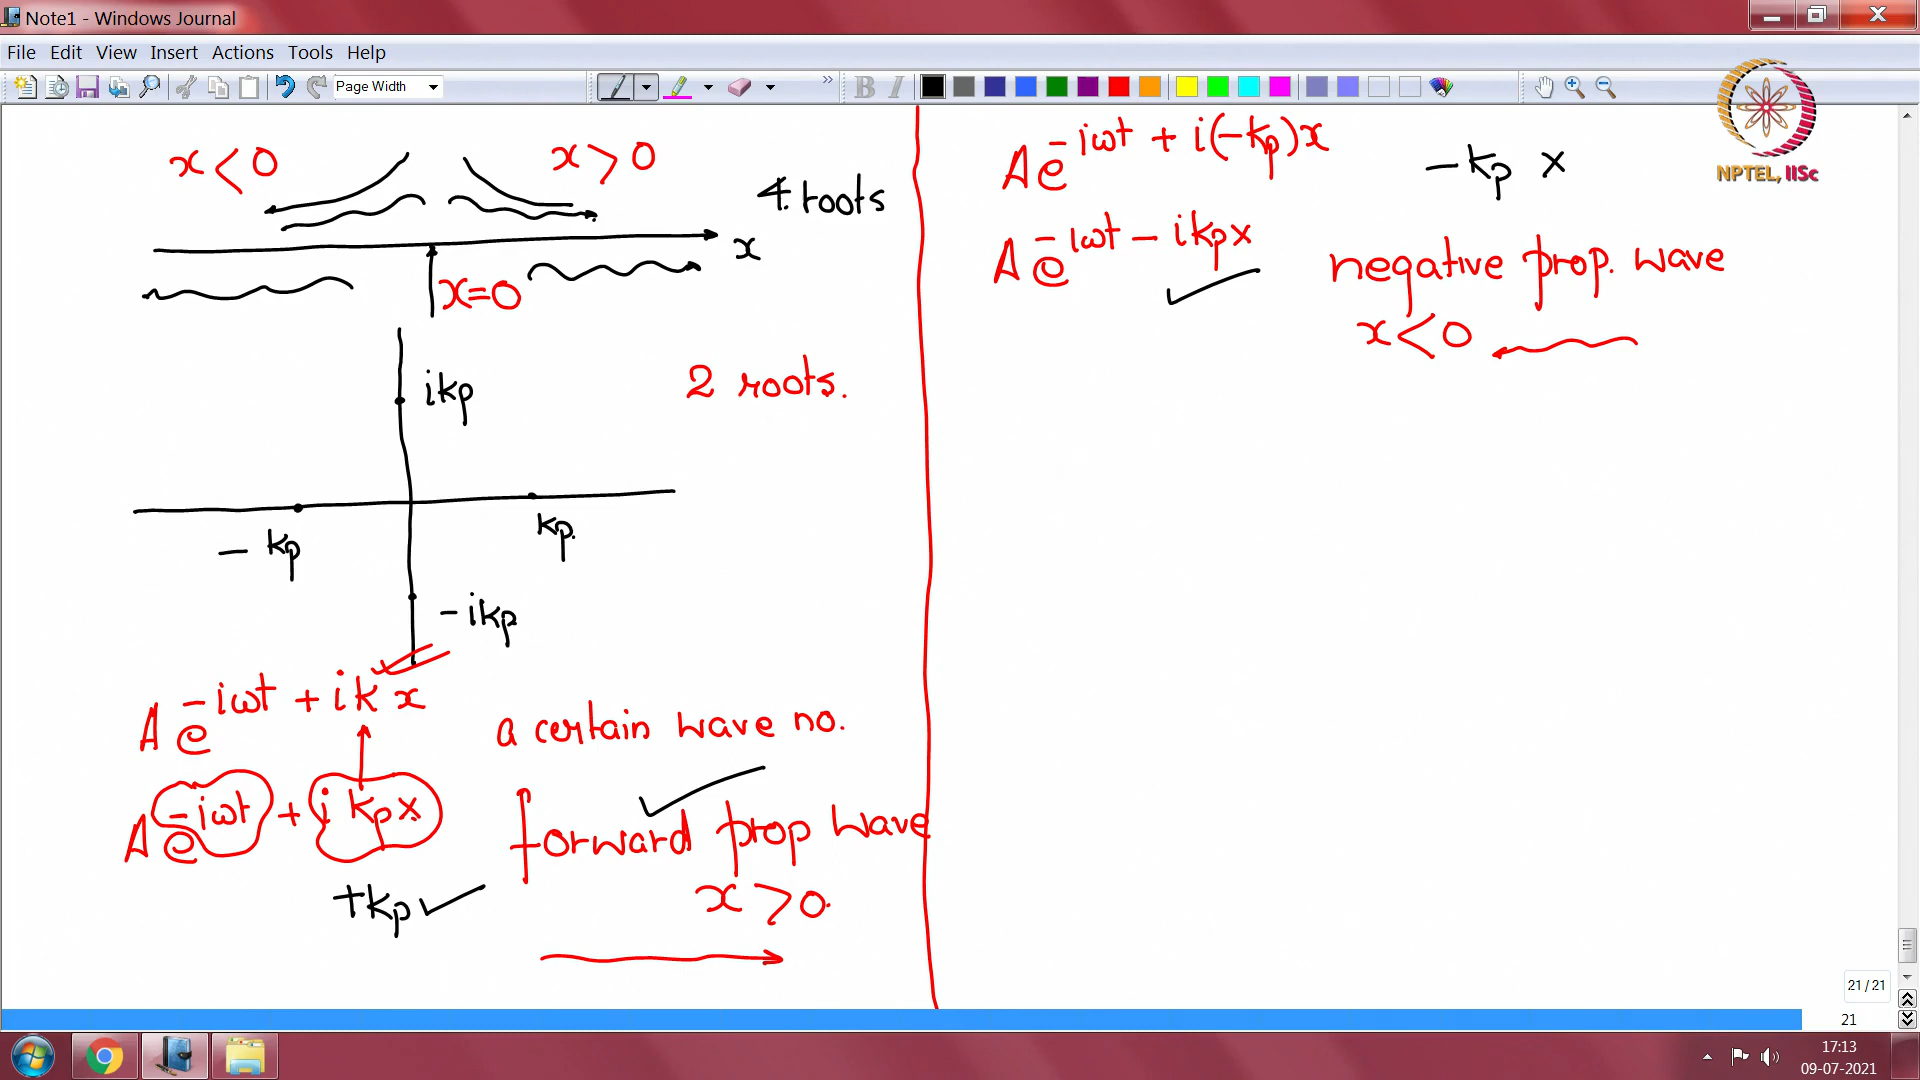 Note1 - Windows Journal
File Edit View Insert Actions Tools Help
Page Width
B I
NPTEL, IISc
x < 0
x > 0
4 roots
x
x=0
ikp
2 roots.
- kp
kp.
-ikp
A e^{-iωt + ik x}
a certain wave no.
A e^{-iωt + i kp x}
forward prop wave
+kp ✓
x > 0.
A e^{-iωt + i(-kp)x}
-kp x
A e^{-iωt - ikpx}
negative prop. wave
x < 0
21 / 21
21
17:13
09-07-2021